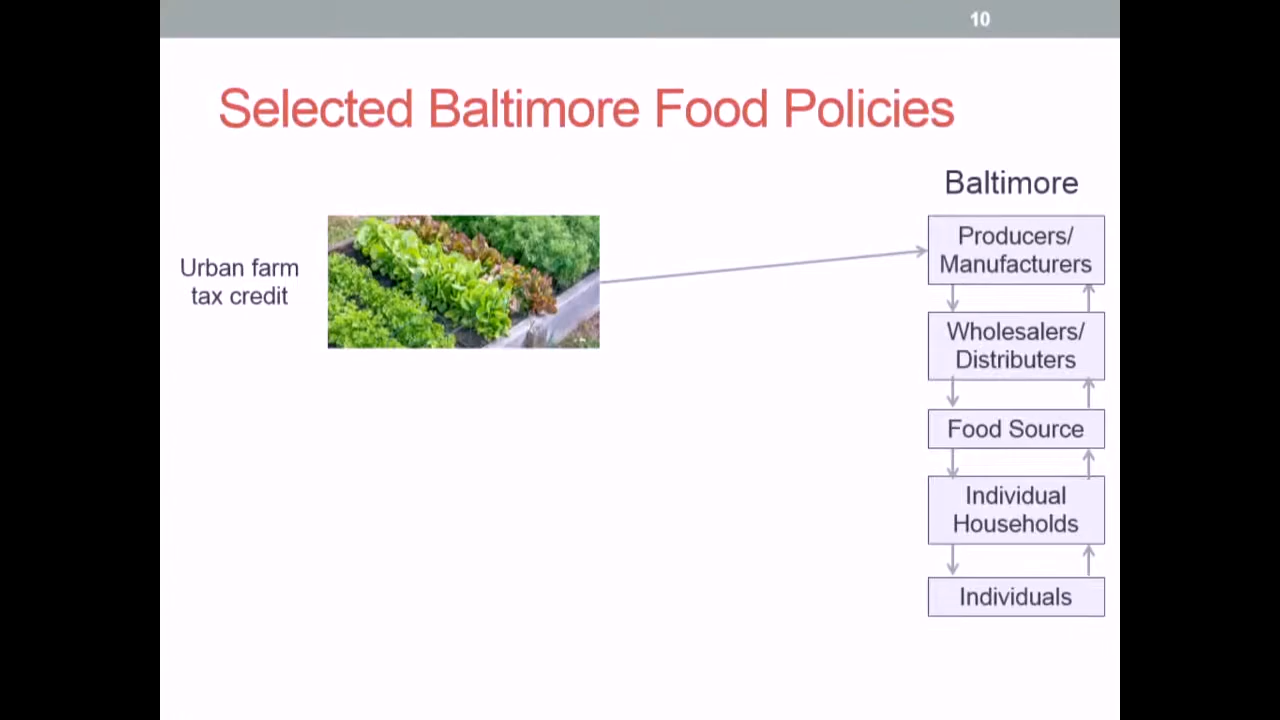 10
Selected Baltimore Food Policies
Baltimore
Urban farm
tax credit
Producers/
Manufacturers
Wholesalers/
Distributers
Food Source
Individual
Households
Individuals